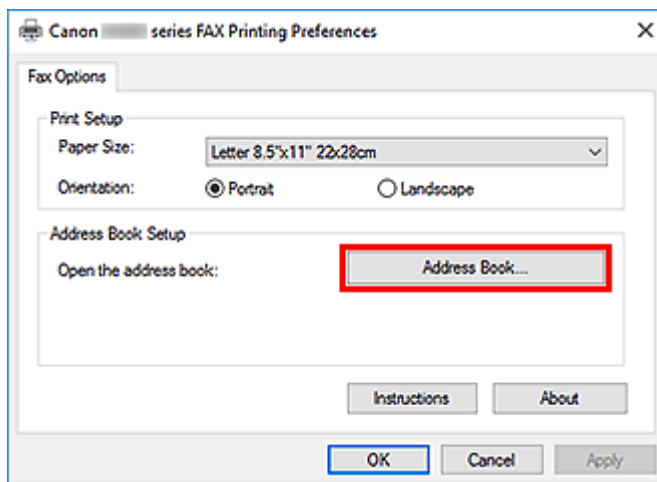 Canon series FAX Printing Preferences
Fax Options
Print Setup
Paper Size: Letter 8.5"x11" 22x28cm
Orientation: Portrait Landscape
Address Book Setup
Open the address book: Address Book...
Instructions About
OK Cancel Apply